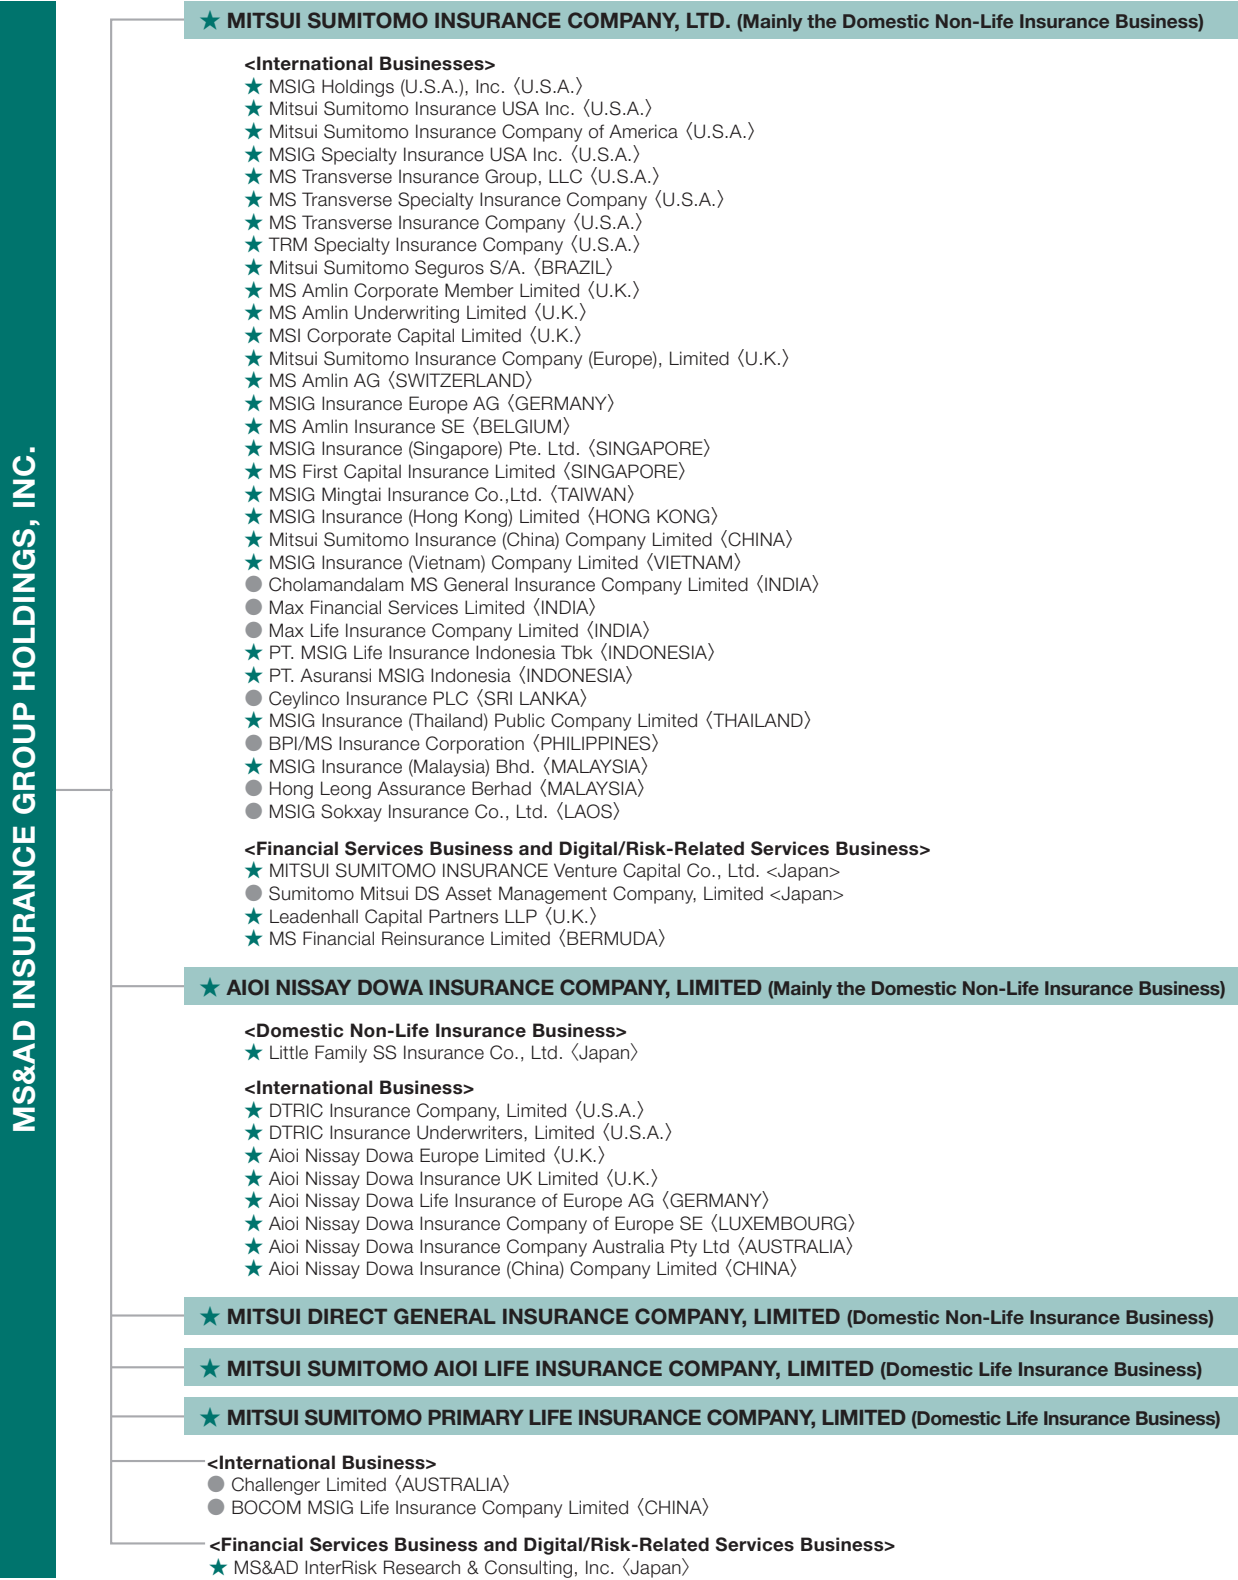 MS&AD INSURANCE GROUP HOLDINGS, INC.
★ MITSUI SUMITOMO INSURANCE COMPANY, LTD. (Mainly the Domestic Non-Life Insurance Business)
<International Businesses>
★ MSIG Holdings (U.S.A.), Inc. 〈U.S.A.〉
★ Mitsui Sumitomo Insurance USA Inc. 〈U.S.A.〉
★ Mitsui Sumitomo Insurance Company of America 〈U.S.A.〉
★ MSIG Specialty Insurance USA Inc. 〈U.S.A.〉
★ MS Transverse Insurance Group, LLC 〈U.S.A.〉
★ MS Transverse Specialty Insurance Company 〈U.S.A.〉
★ MS Transverse Insurance Company 〈U.S.A.〉
★ TRM Specialty Insurance Company 〈U.S.A.〉
★ Mitsui Sumitomo Seguros S/A. 〈BRAZIL〉
★ MS Amlin Corporate Member Limited 〈U.K.〉
★ MS Amlin Underwriting Limited 〈U.K.〉
★ MSI Corporate Capital Limited 〈U.K.〉
★ Mitsui Sumitomo Insurance Company (Europe), Limited 〈U.K.〉
★ MS Amlin AG 〈SWITZERLAND〉
★ MSIG Insurance Europe AG 〈GERMANY〉
★ MS Amlin Insurance SE 〈BELGIUM〉
★ MSIG Insurance (Singapore) Pte. Ltd. 〈SINGAPORE〉
★ MS First Capital Insurance Limited 〈SINGAPORE〉
★ MSIG Mingtai Insurance Co.,Ltd. 〈TAIWAN〉
★ MSIG Insurance (Hong Kong) Limited 〈HONG KONG〉
★ Mitsui Sumitomo Insurance (China) Company Limited 〈CHINA〉
★ MSIG Insurance (Vietnam) Company Limited 〈VIETNAM〉
● Cholamandalam MS General Insurance Company Limited 〈INDIA〉
● Max Financial Services Limited 〈INDIA〉
● Max Life Insurance Company Limited 〈INDIA〉
★ PT. MSIG Life Insurance Indonesia Tbk 〈INDONESIA〉
★ PT. Asuransi MSIG Indonesia 〈INDONESIA〉
● Ceylinco Insurance PLC 〈SRI LANKA〉
★ MSIG Insurance (Thailand) Public Company Limited 〈THAILAND〉
● BPI/MS Insurance Corporation 〈PHILIPPINES〉
★ MSIG Insurance (Malaysia) Bhd. 〈MALAYSIA〉
● Hong Leong Assurance Berhad 〈MALAYSIA〉
● MSIG Sokxay Insurance Co., Ltd. 〈LAOS〉
<Financial Services Business and Digital/Risk-Related Services Business>
★ MITSUI SUMITOMO INSURANCE Venture Capital Co., Ltd. <Japan>
● Sumitomo Mitsui DS Asset Management Company, Limited <Japan>
★ Leadenhall Capital Partners LLP 〈U.K.〉
★ MS Financial Reinsurance Limited 〈BERMUDA〉
★ AIOI NISSAY DOWA INSURANCE COMPANY, LIMITED (Mainly the Domestic Non-Life Insurance Business)
<Domestic Non-Life Insurance Business>
★ Little Family SS Insurance Co., Ltd. 〈Japan〉
<International Business>
★ DTRIC Insurance Company, Limited 〈U.S.A.〉
★ DTRIC Insurance Underwriters, Limited 〈U.S.A.〉
★ Aioi Nissay Dowa Europe Limited 〈U.K.〉
★ Aioi Nissay Dowa Insurance UK Limited 〈U.K.〉
★ Aioi Nissay Dowa Life Insurance of Europe AG 〈GERMANY〉
★ Aioi Nissay Dowa Insurance Company of Europe SE 〈LUXEMBOURG〉
★ Aioi Nissay Dowa Insurance Company Australia Pty Ltd 〈AUSTRALIA〉
★ Aioi Nissay Dowa Insurance (China) Company Limited 〈CHINA〉
★ MITSUI DIRECT GENERAL INSURANCE COMPANY, LIMITED (Domestic Non-Life Insurance Business)
★ MITSUI SUMITOMO AIOI LIFE INSURANCE COMPANY, LIMITED (Domestic Life Insurance Business)
★ MITSUI SUMITOMO PRIMARY LIFE INSURANCE COMPANY, LIMITED (Domestic Life Insurance Business)
<International Business>
● Challenger Limited 〈AUSTRALIA〉
● BOCOM MSIG Life Insurance Company Limited 〈CHINA〉
<Financial Services Business and Digital/Risk-Related Services Business>
★ MS&AD InterRisk Research & Consulting, Inc. 〈Japan〉